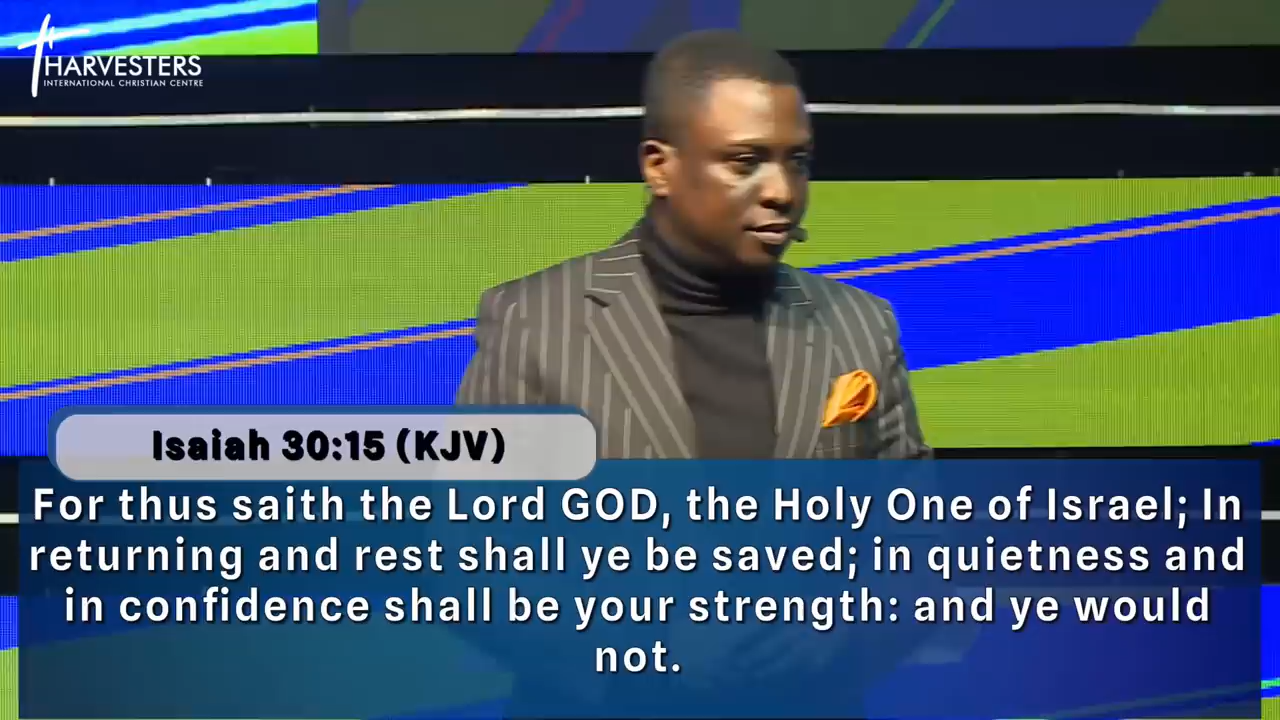 HARVESTERS
INTERNATIONAL CHRISTIAN CENTRE
Isaiah 30:15 (KJV)
For thus saith the Lord GOD, the Holy One of Israel; In
returning and rest shall ye be saved; in quietness and
in confidence shall be your strength: and ye would
not.